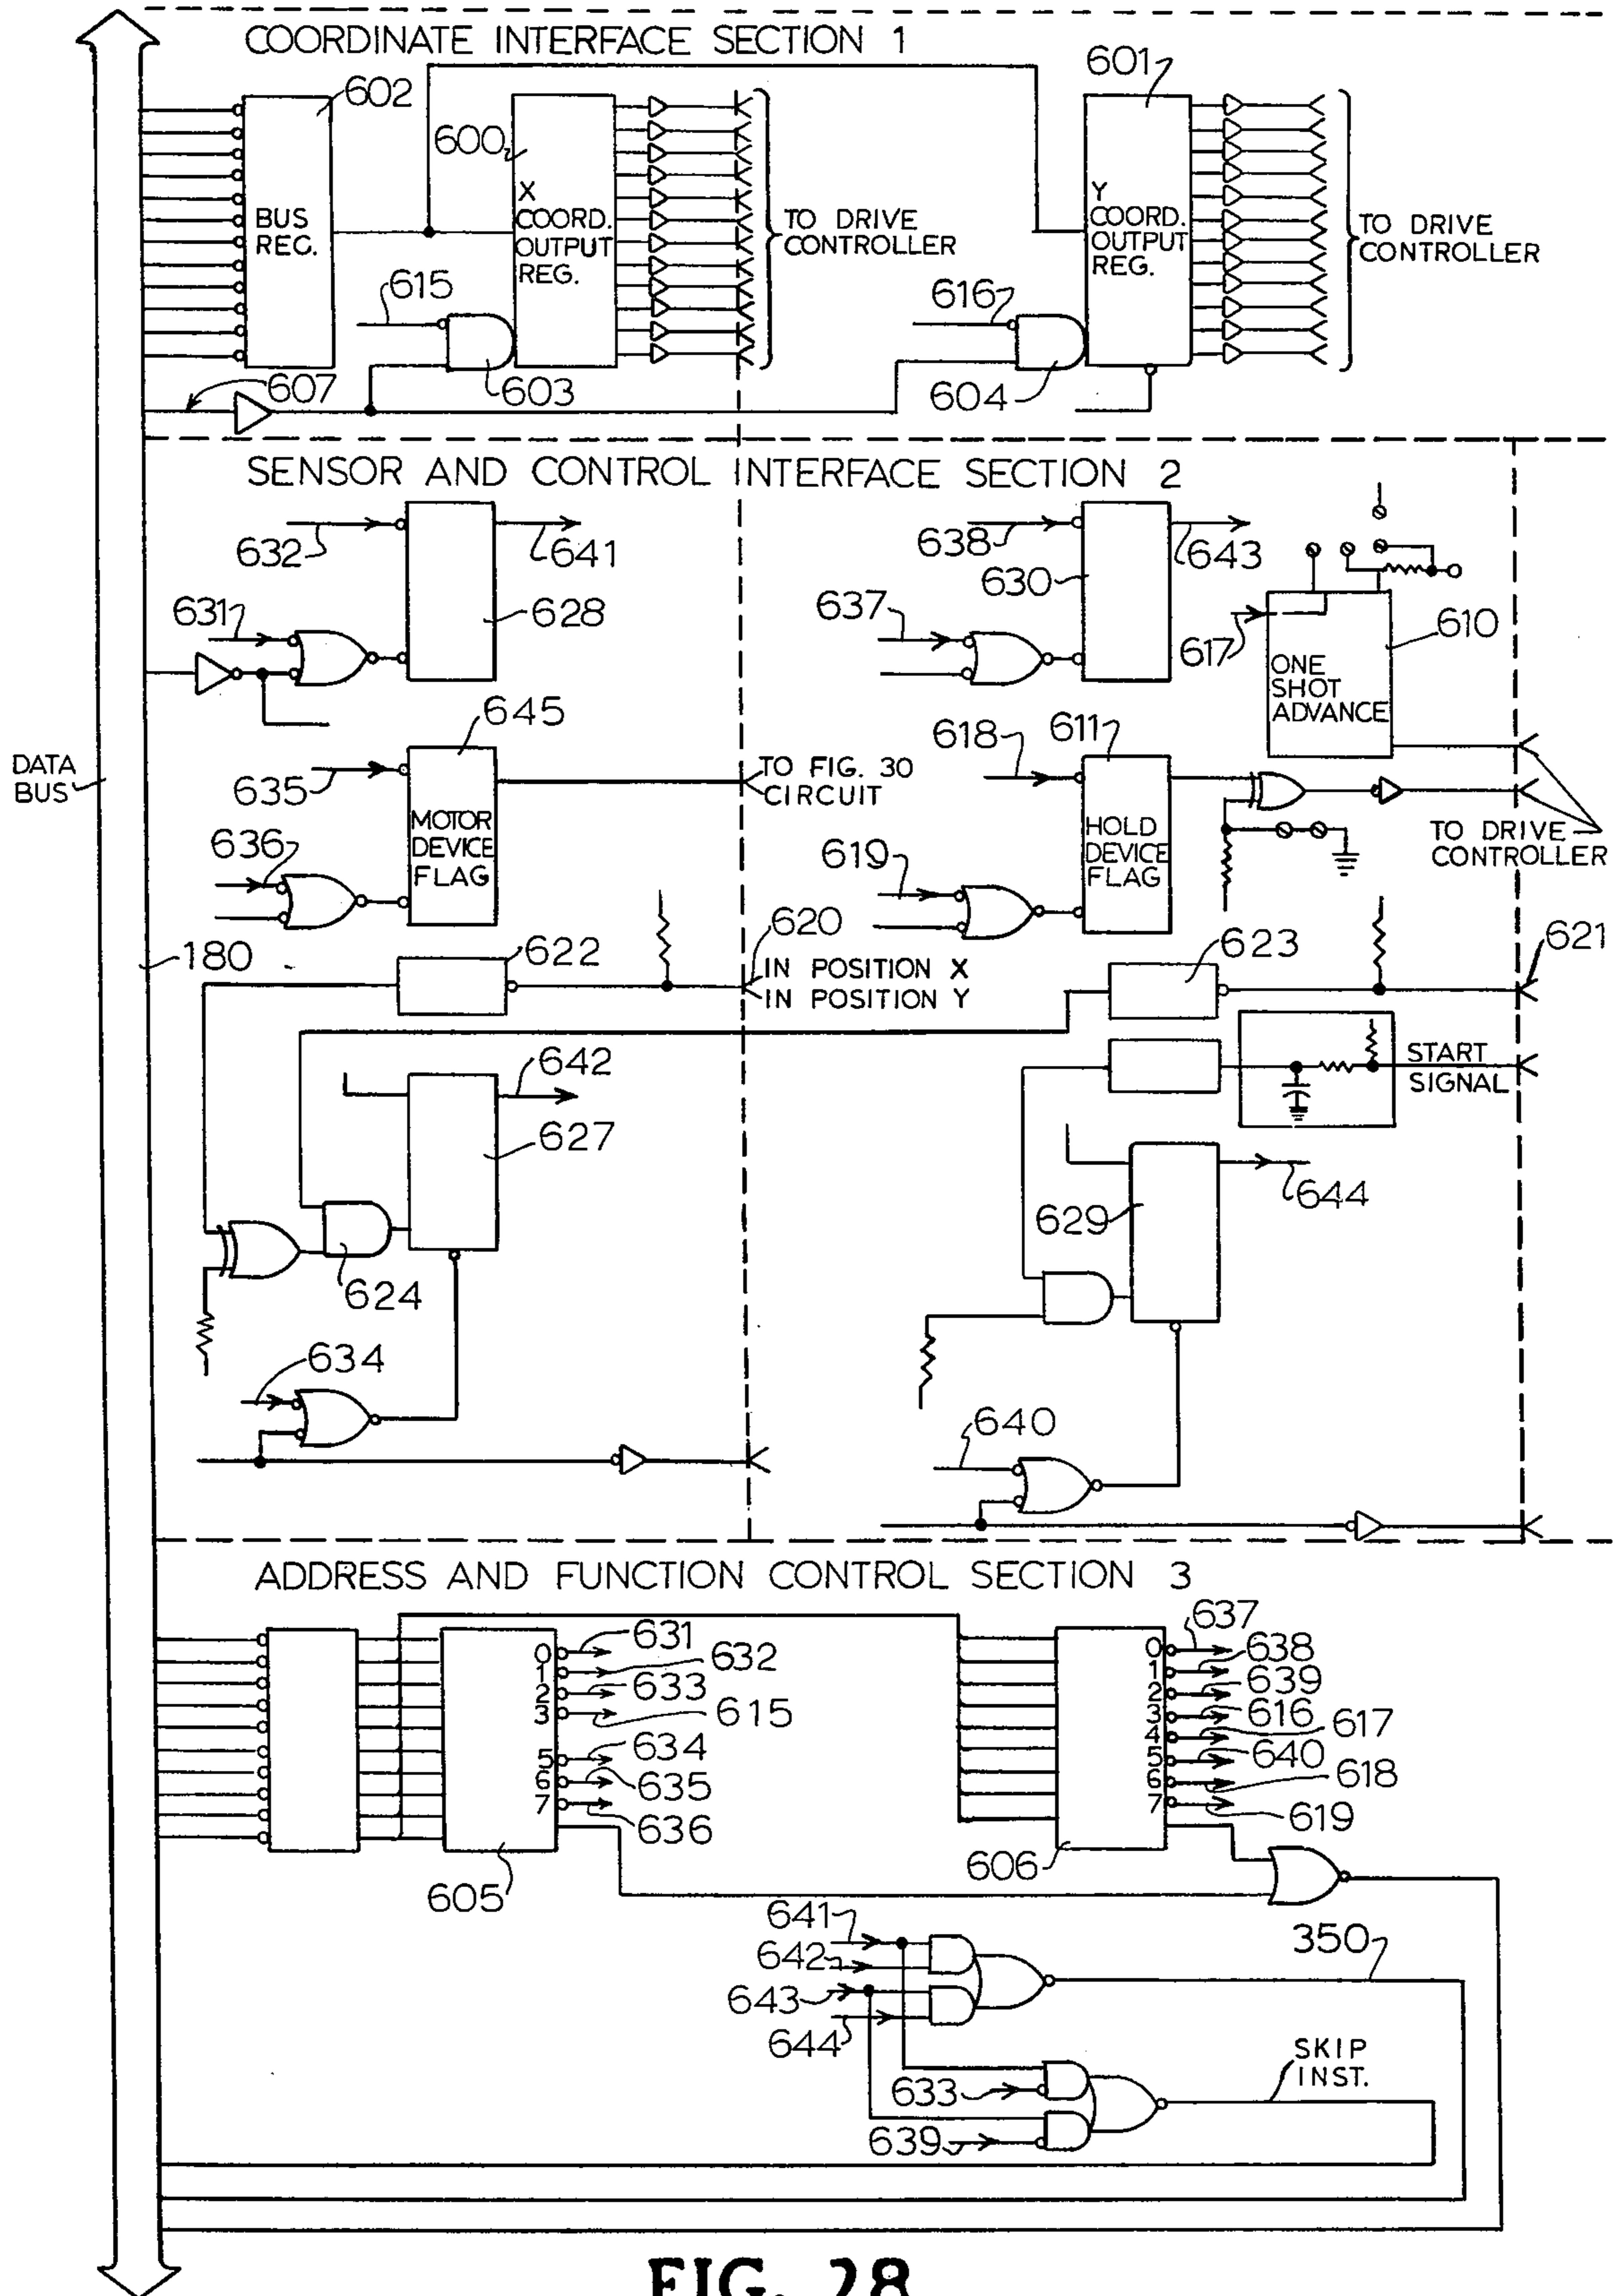 COORDINATE INTERFACE SECTION 1
602
600
601
BUS
REG.
X
COORD.
OUTPUT
REG.
TO DRIVE
CONTROLLER
Y
COORD.
OUTPUT
REG.
TO DRIVE
CONTROLLER
615
616
607
603
604
SENSOR AND CONTROL INTERFACE SECTION 2
632
641
628
631
638
643
630
637
617
610
ONE
SHOT
ADVANCE
645
635
MOTOR
DEVICE
FLAG
636
TO FIG. 30
CIRCUIT
618
611
HOLD
DEVICE
FLAG
619
TO DRIVE
CONTROLLER
DATA
BUS
180
622
620
IN POSITION X
IN POSITION Y
623
621
START
SIGNAL
642
627
624
634
644
629
640
ADDRESS AND FUNCTION CONTROL SECTION 3
0
631
1
632
2
633
3
615
5
634
6
635
7
636
605
0
637
1
638
2
639
3
616
4
617
5
640
6
618
7
619
606
641
642
643
644
350
633
639
SKIP
INST.
FIG. 28